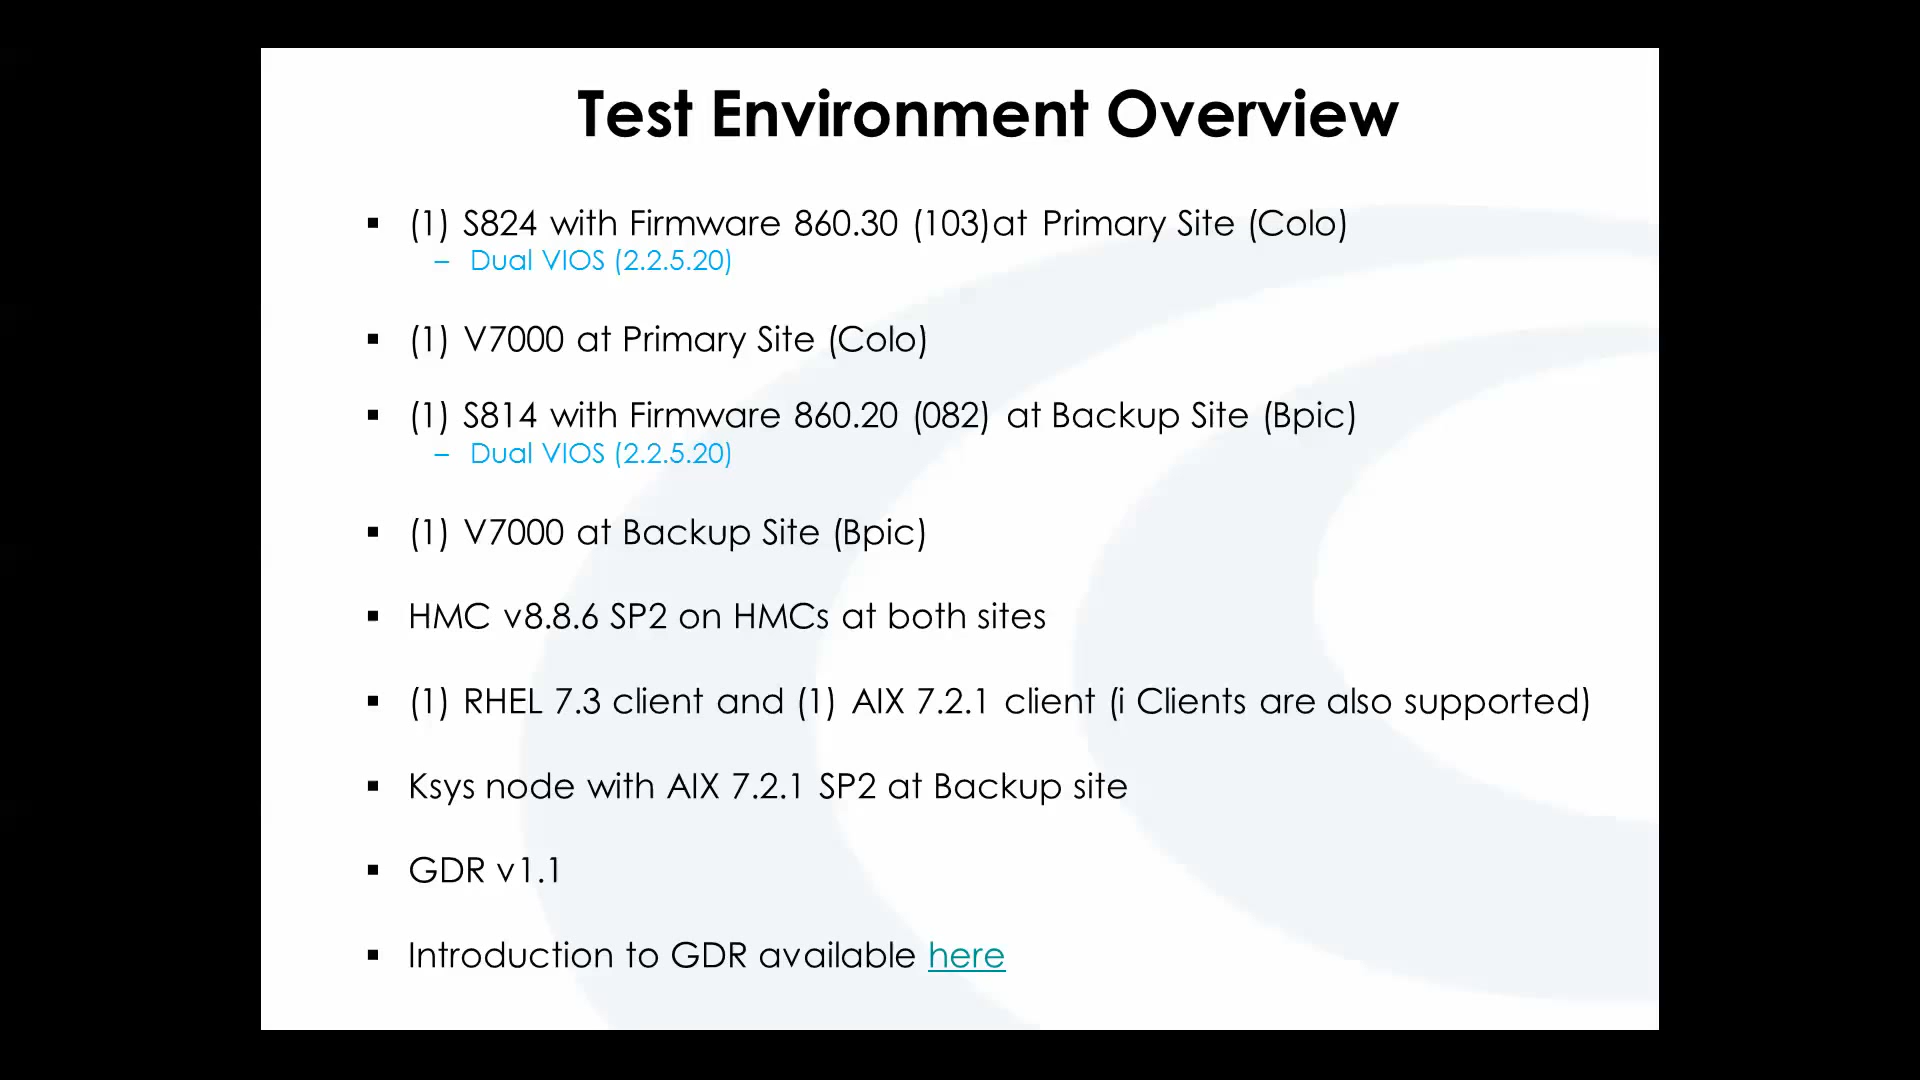 Test Environment Overview
▪ (1) S824 with Firmware 860.30 (103)at Primary Site (Colo)
– Dual VIOS (2.2.5.20)
▪ (1) V7000 at Primary Site (Colo)
▪ (1) S814 with Firmware 860.20 (082) at Backup Site (Bpic)
– Dual VIOS (2.2.5.20)
▪ (1) V7000 at Backup Site (Bpic)
▪ HMC v8.8.6 SP2 on HMCs at both sites
▪ (1) RHEL 7.3 client and (1) AIX 7.2.1 client (i Clients are also supported)
▪ Ksys node with AIX 7.2.1 SP2 at Backup site
▪ GDR v1.1
▪ Introduction to GDR available here